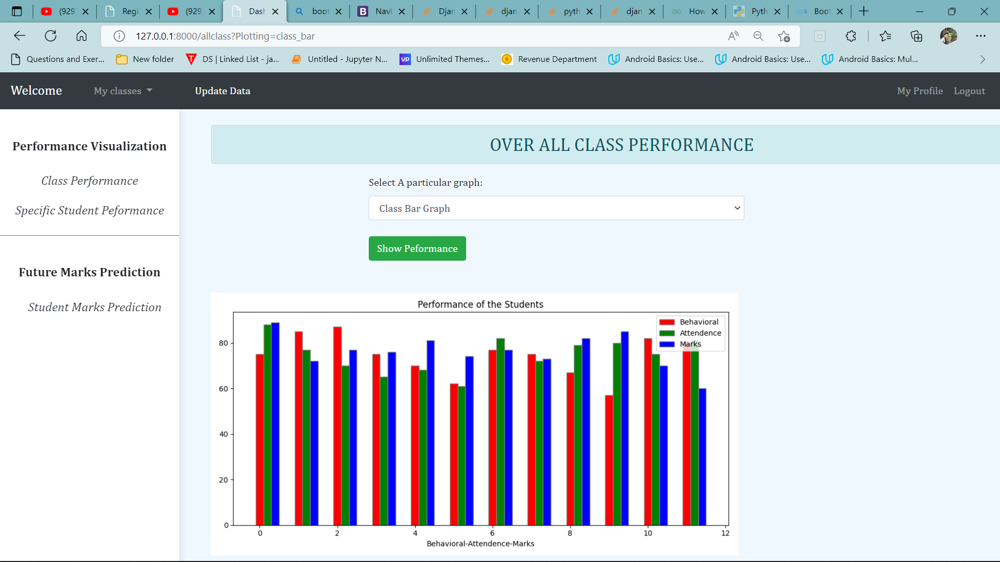 (929
Regi
(929
Dash
boot
Navb
Djan
djan
pyth
djan
How
Pyth
Boot
127.0.0.1:8000/allclass?Plotting=class_bar
Questions and Exer... New folder DS | Linked List - ja... Untitled - Jupyter N... Unlimited Themes... Revenue Department Android Basics: Use... Android Basics: Use... Android Basics: Mul...
Welcome My classes Update Data My Profile Logout
Performance Visualization
Class Performance
Specific Student Peformance
Future Marks Prediction
Student Marks Prediction
OVER ALL CLASS PERFORMANCE
Select A particular graph:
Class Bar Graph
Show Peformance
Performance of the Students
Behavioral
Attendence
Marks
80
60
40
20
0
0 2 4 6 8 10 12
Behavioral-Attendence-Marks